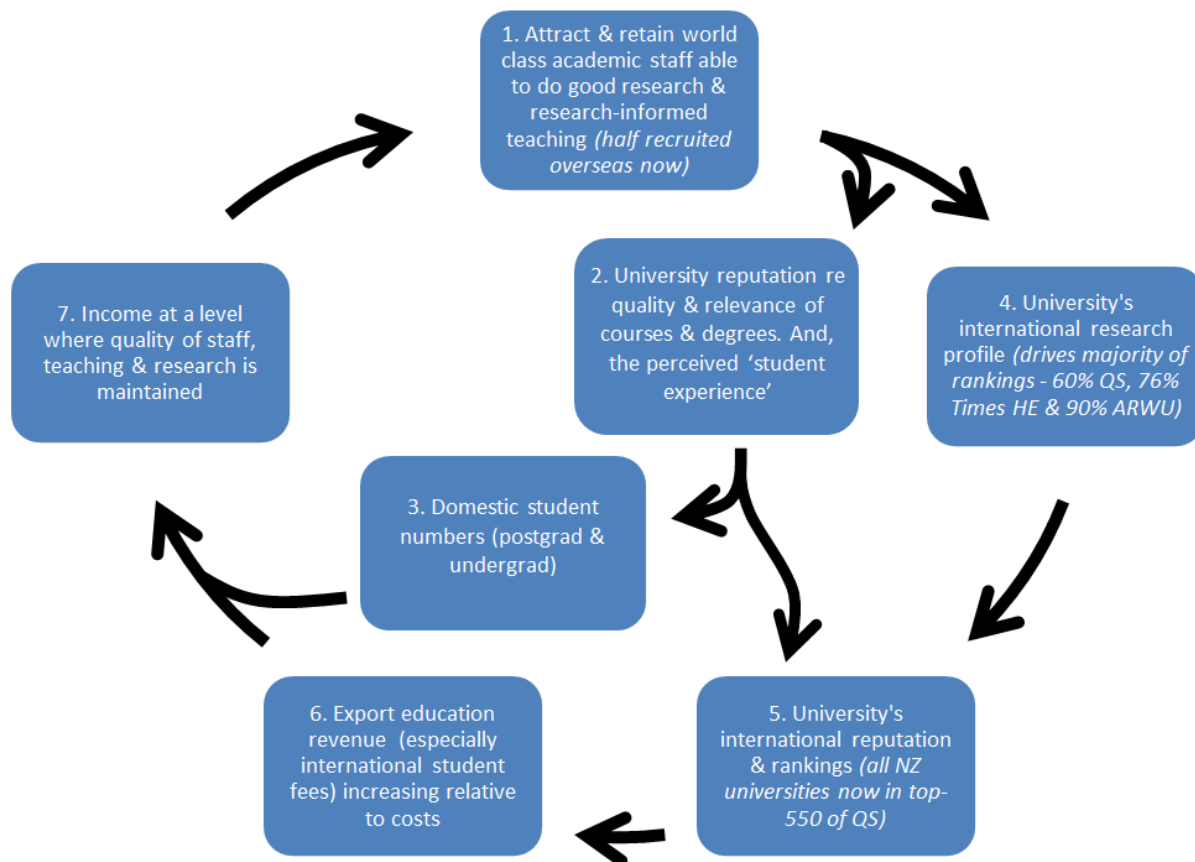 1. Attract & retain world
class academic staff able
to do good research &
research-informed
teaching (half recruited
overseas now)
2. University reputation re
quality & relevance of
courses & degrees. And,
the perceived ‘student
experience’
3. Domestic student
numbers (postgrad &
undergrad)
4. University's
international research
profile (drives majority of
rankings - 60% QS, 76%
Times HE & 90% ARWU)
5. University's
international reputation
& rankings (all NZ
universities now in top-
550 of QS)
6. Export education
revenue (especially
international student
fees) increasing relative
to costs
7. Income at a level
where quality of staff,
teaching & research is
maintained